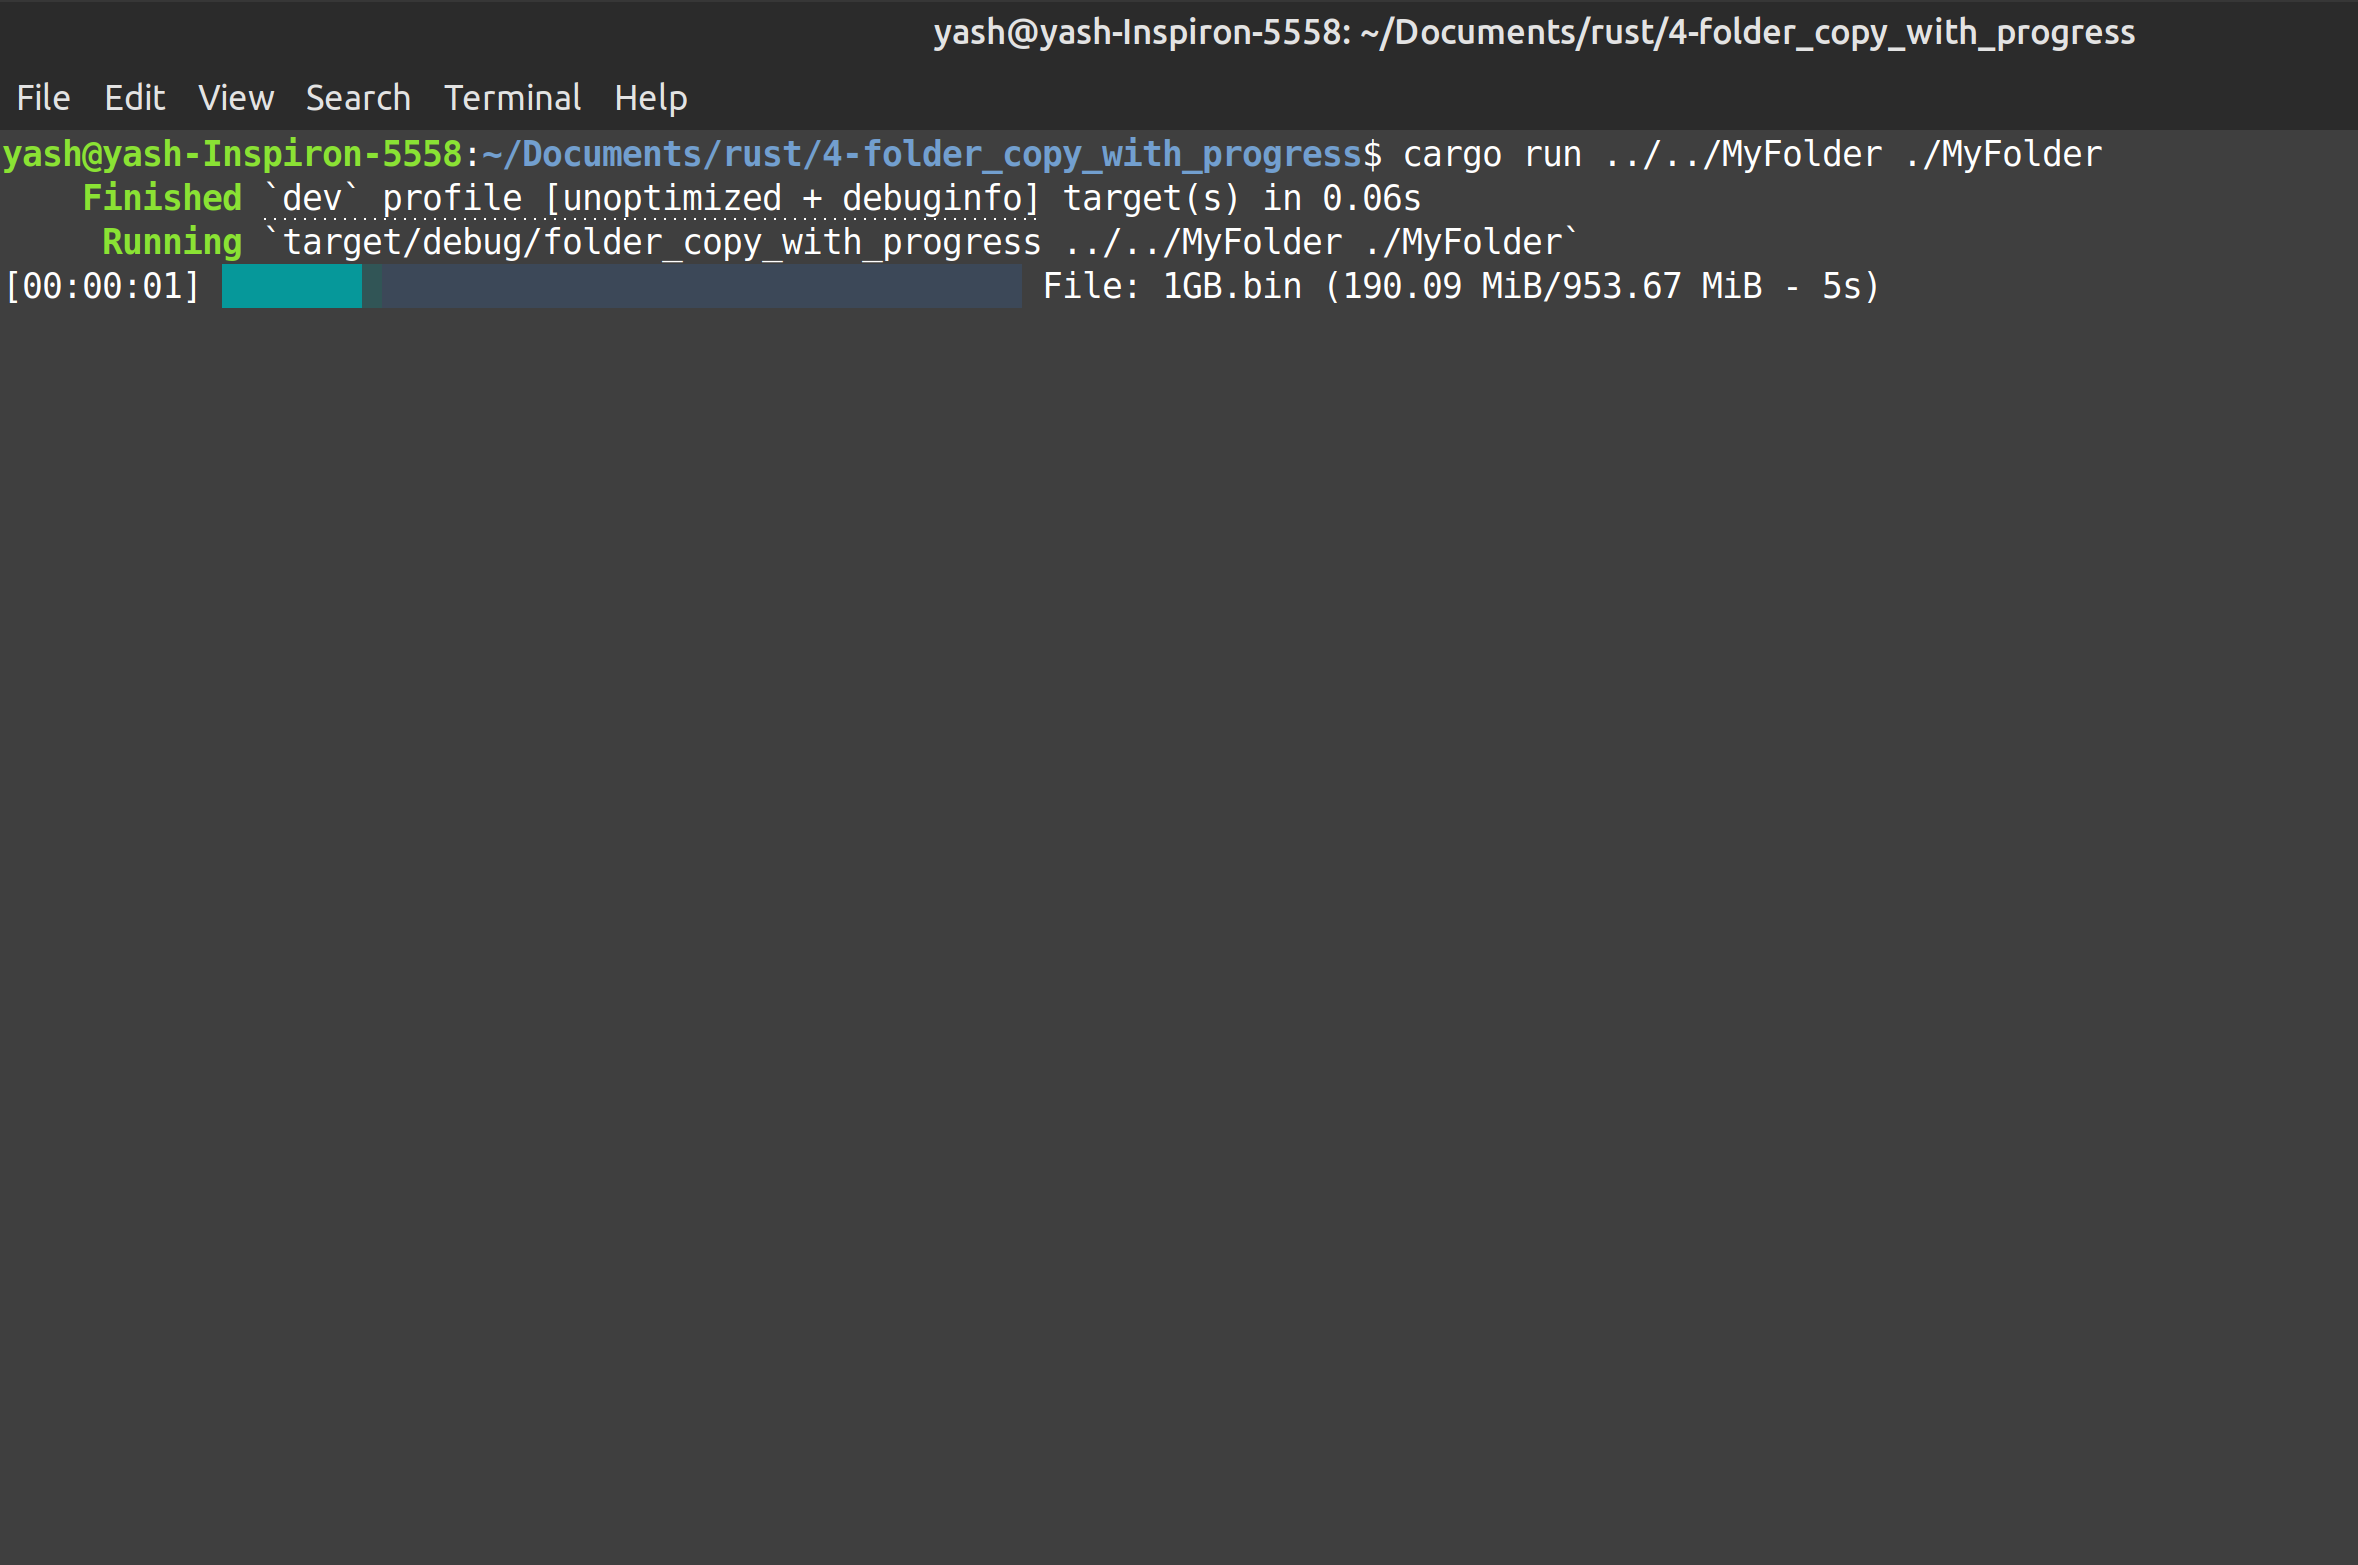 yash@yash-Inspiron-5558: ~/Documents/rust/4-folder_copy_with_progress
File Edit View Search Terminal Help
yash@yash-Inspiron-5558:~/Documents/rust/4-folder_copy_with_progress$ cargo run ../../MyFolder ./MyFolder
Finished `dev` profile [unoptimized + debuginfo] target(s) in 0.06s
Running `target/debug/folder_copy_with_progress ../../MyFolder ./MyFolder`
[00:00:01] File: 1GB.bin (190.09 MiB/953.67 MiB - 5s)